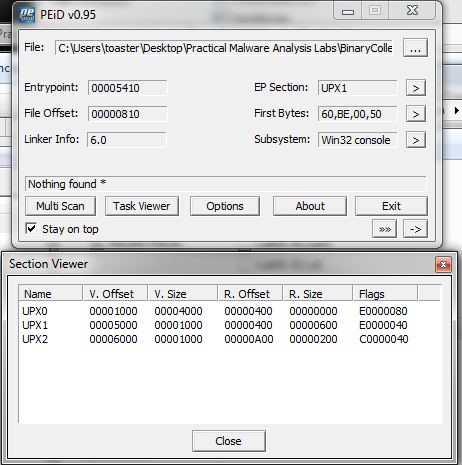 PEiD v0.95
File: C:\Users\toaster\Desktop\Practical Malware Analysis Labs\BinaryColle ...
Entrypoint: 00005410 EP Section: UPX1 >
File Offset: 00000810 First Bytes: 60,BE,00,50 >
Linker Info: 6.0 Subsystem: Win32 console >
Nothing found *
Multi Scan Task Viewer Options About Exit
Stay on top »» ->
Section Viewer
Name V. Offset V. Size R. Offset R. Size Flags
UPX0 00001000 00004000 00000400 00000000 E0000080
UPX1 00005000 00001000 00000400 00000600 E0000040
UPX2 00006000 00001000 00000A00 00000200 C0000040
Close